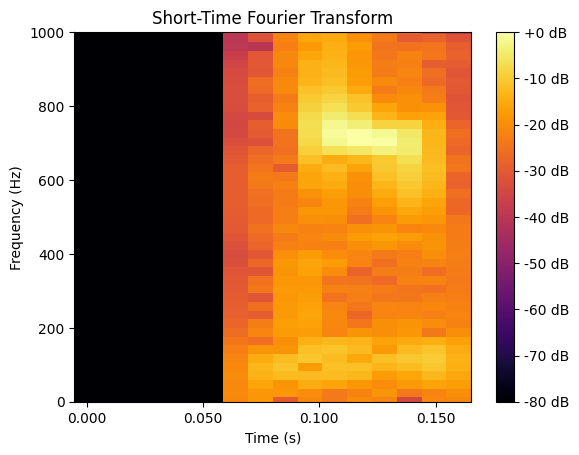 Short-Time Fourier Transform
1000
800
600
400
200
0
Frequency (Hz)
0.000
0.050
0.100
0.150
Time (s)
+0 dB
-10 dB
-20 dB
-30 dB
-40 dB
-50 dB
-60 dB
-70 dB
-80 dB